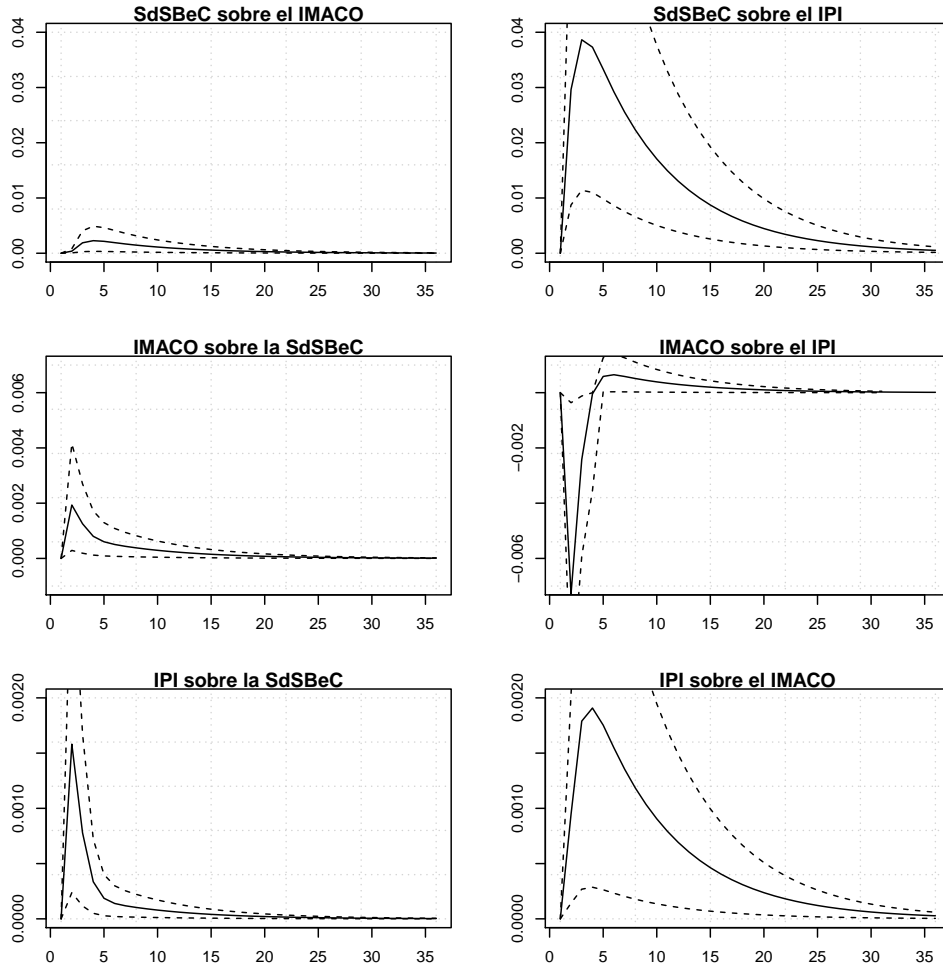 SdSBeC sobre el IMACO
0.04
0.03
0.02
0.01
0.00
0 5 10 15 20 25 30 35
SdSBeC sobre el IPI
0.04
0.03
0.02
0.01
0.00
0 5 10 15 20 25 30 35
IMACO sobre la SdSBeC
0.006
0.004
0.002
0.000
0 5 10 15 20 25 30 35
IMACO sobre el IPI
−0.002
−0.006
0 5 10 15 20 25 30 35
IPI sobre la SdSBeC
0.0020
0.0010
0.0000
0 5 10 15 20 25 30 35
IPI sobre el IMACO
0.0020
0.0010
0.0000
0 5 10 15 20 25 30 35